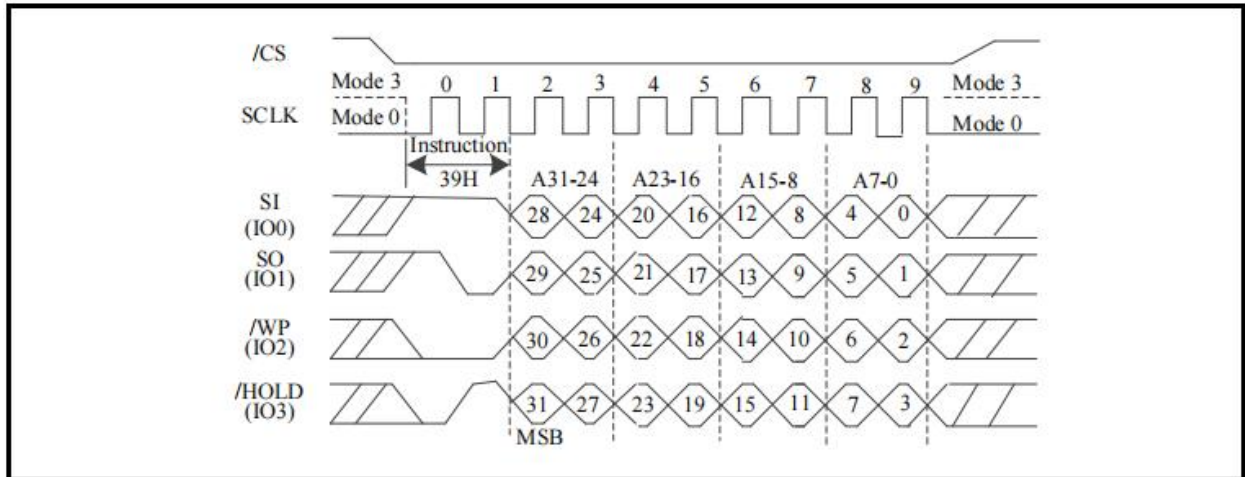 /CS
Mode 3 0 1 2 3 4 5 6 7 8 9 Mode 3
SCLK Mode 0 Mode 0
Instruction
39H A31-24 A23-16 A15-8 A7-0
SI
(IO0) 28 24 20 16 12 8 4 0
SO
(IO1) 29 25 21 17 13 9 5 1
/WP
(IO2) 30 26 22 18 14 10 6 2
/HOLD
(IO3) 31 27 23 19 15 11 7 3
MSB